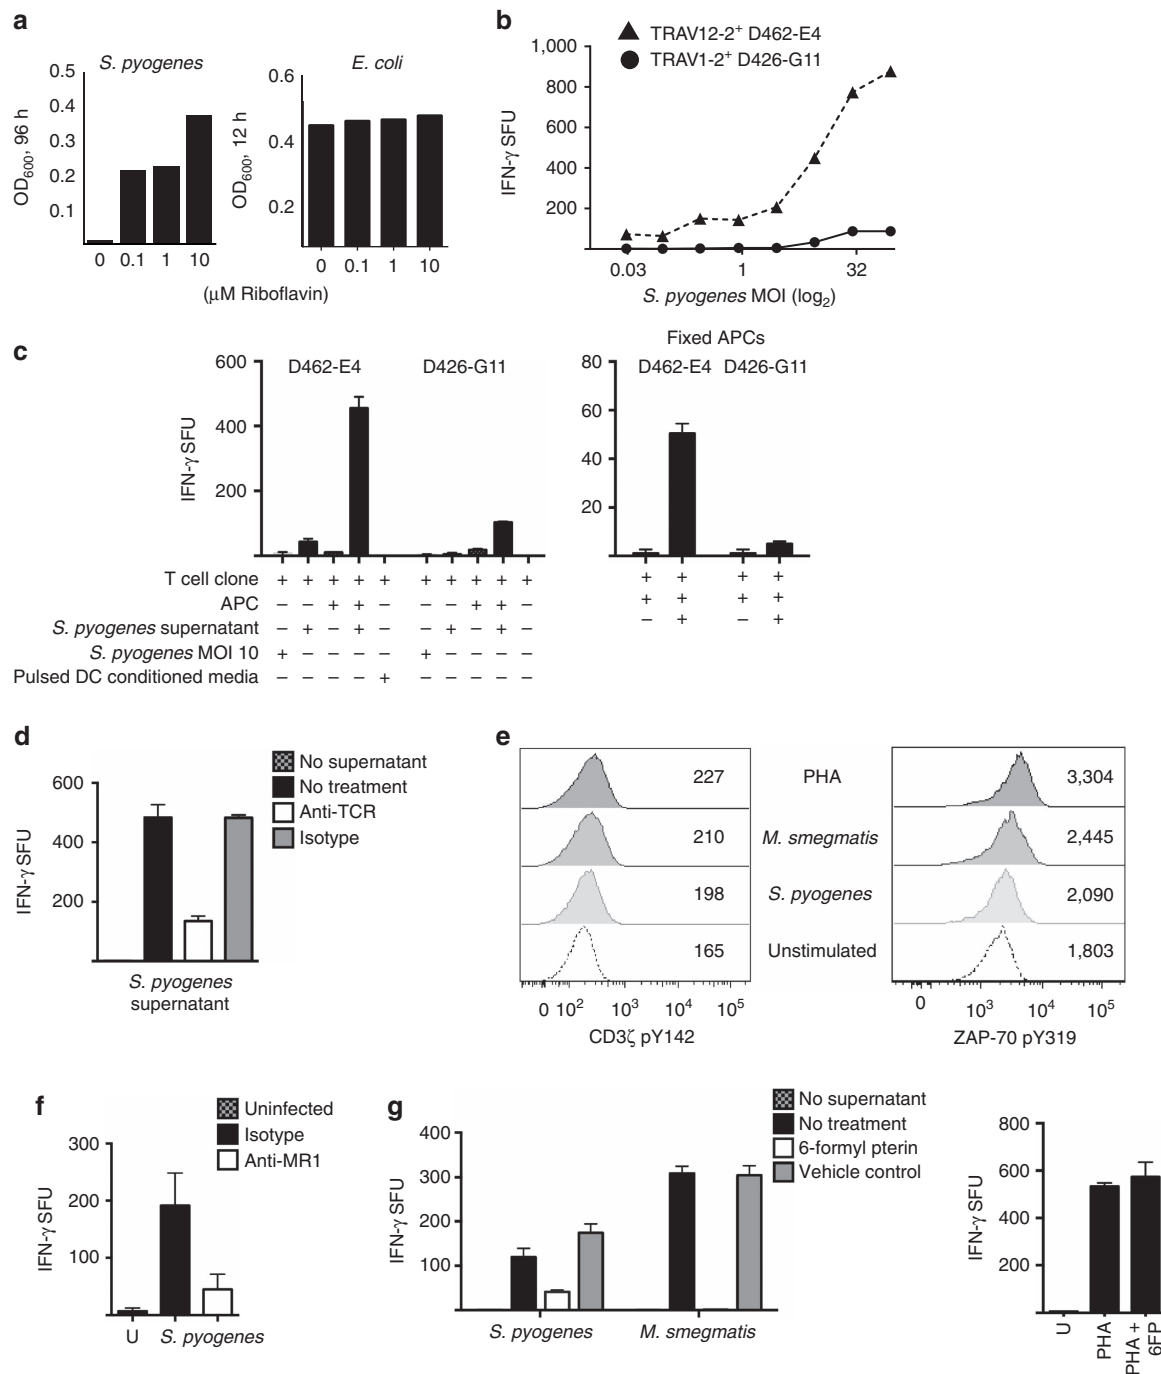 a
S. pyogenes
E. coli
0.5
0.4
0.3
0.2
0.1
OD600, 96 h
0 0.1 1 10
0.6
0.4
0.2
OD600, 12 h
0 0.1 1 10
(μM Riboflavin)
b
TRAV12-2+ D462-E4
TRAV1-2+ D426-G11
1,000
800
600
400
200
IFN-γ SFU
0.03 1 32
S. pyogenes MOI (log2)
c
600
400
200
IFN-γ SFU
D462-E4 D426-G11
T cell clone + + + + + + + + + +
APC – – + + – – – + + –
S. pyogenes supernatant – + – + – – + – + –
S. pyogenes MOI 10 + – – – – + – – – –
Pulsed DC conditioned media – – – – + – – – – –
Fixed APCs
80
60
40
20
D462-E4 D426-G11
+ + + +
+ + + +
– + – +
d
600
400
200
IFN-γ SFU
No supernatant
No treatment
Anti-TCR
Isotype
S. pyogenes
supernatant
e
227 PHA 3,304
210 M. smegmatis 2,445
198 S. pyogenes 2,090
165 Unstimulated 1,803
0 10² 10³ 10⁴ 10⁵
CD3ζ pY142
0 10³ 10⁴ 10⁵
ZAP-70 pY319
f
Uninfected
Isotype
Anti-MR1
300
200
100
IFN-γ SFU
U S. pyogenes
g
No supernatant
No treatment
6-formyl pterin
Vehicle control
400
300
200
100
IFN-γ SFU
S. pyogenes M. smegmatis
800
600
400
200
IFN-γ SFU
U
PHA
PHA +
6FP